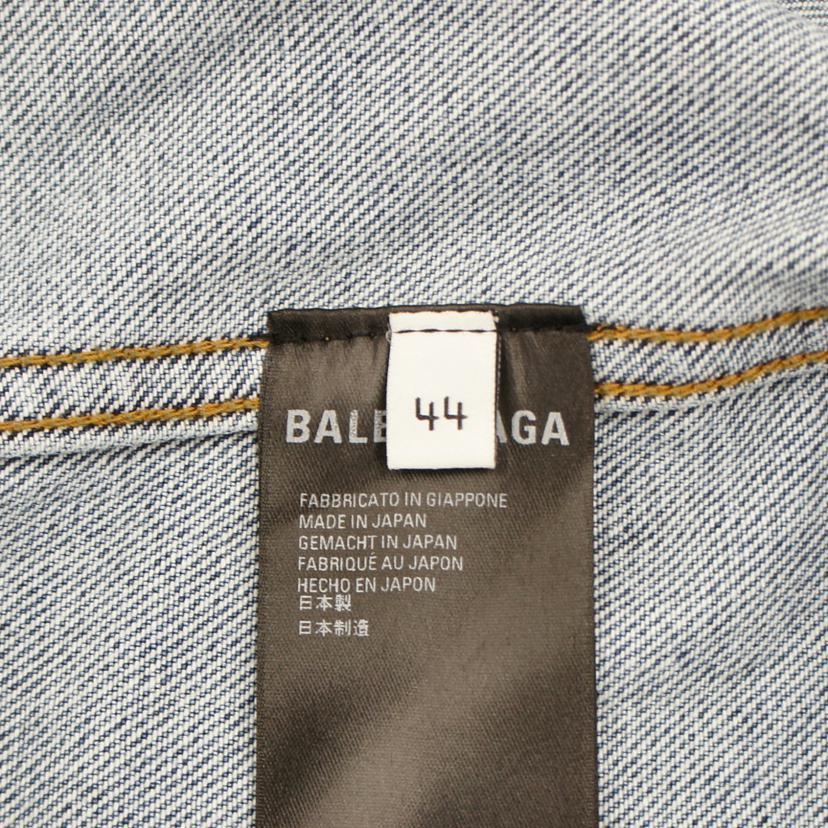 44
BALE AGA
FABBRICATO IN GIAPPONE
MADE IN JAPAN
GEMACHT IN JAPAN
FABRIQUÉ AU JAPON
HECHO EN JAPON
日本製
日本制造